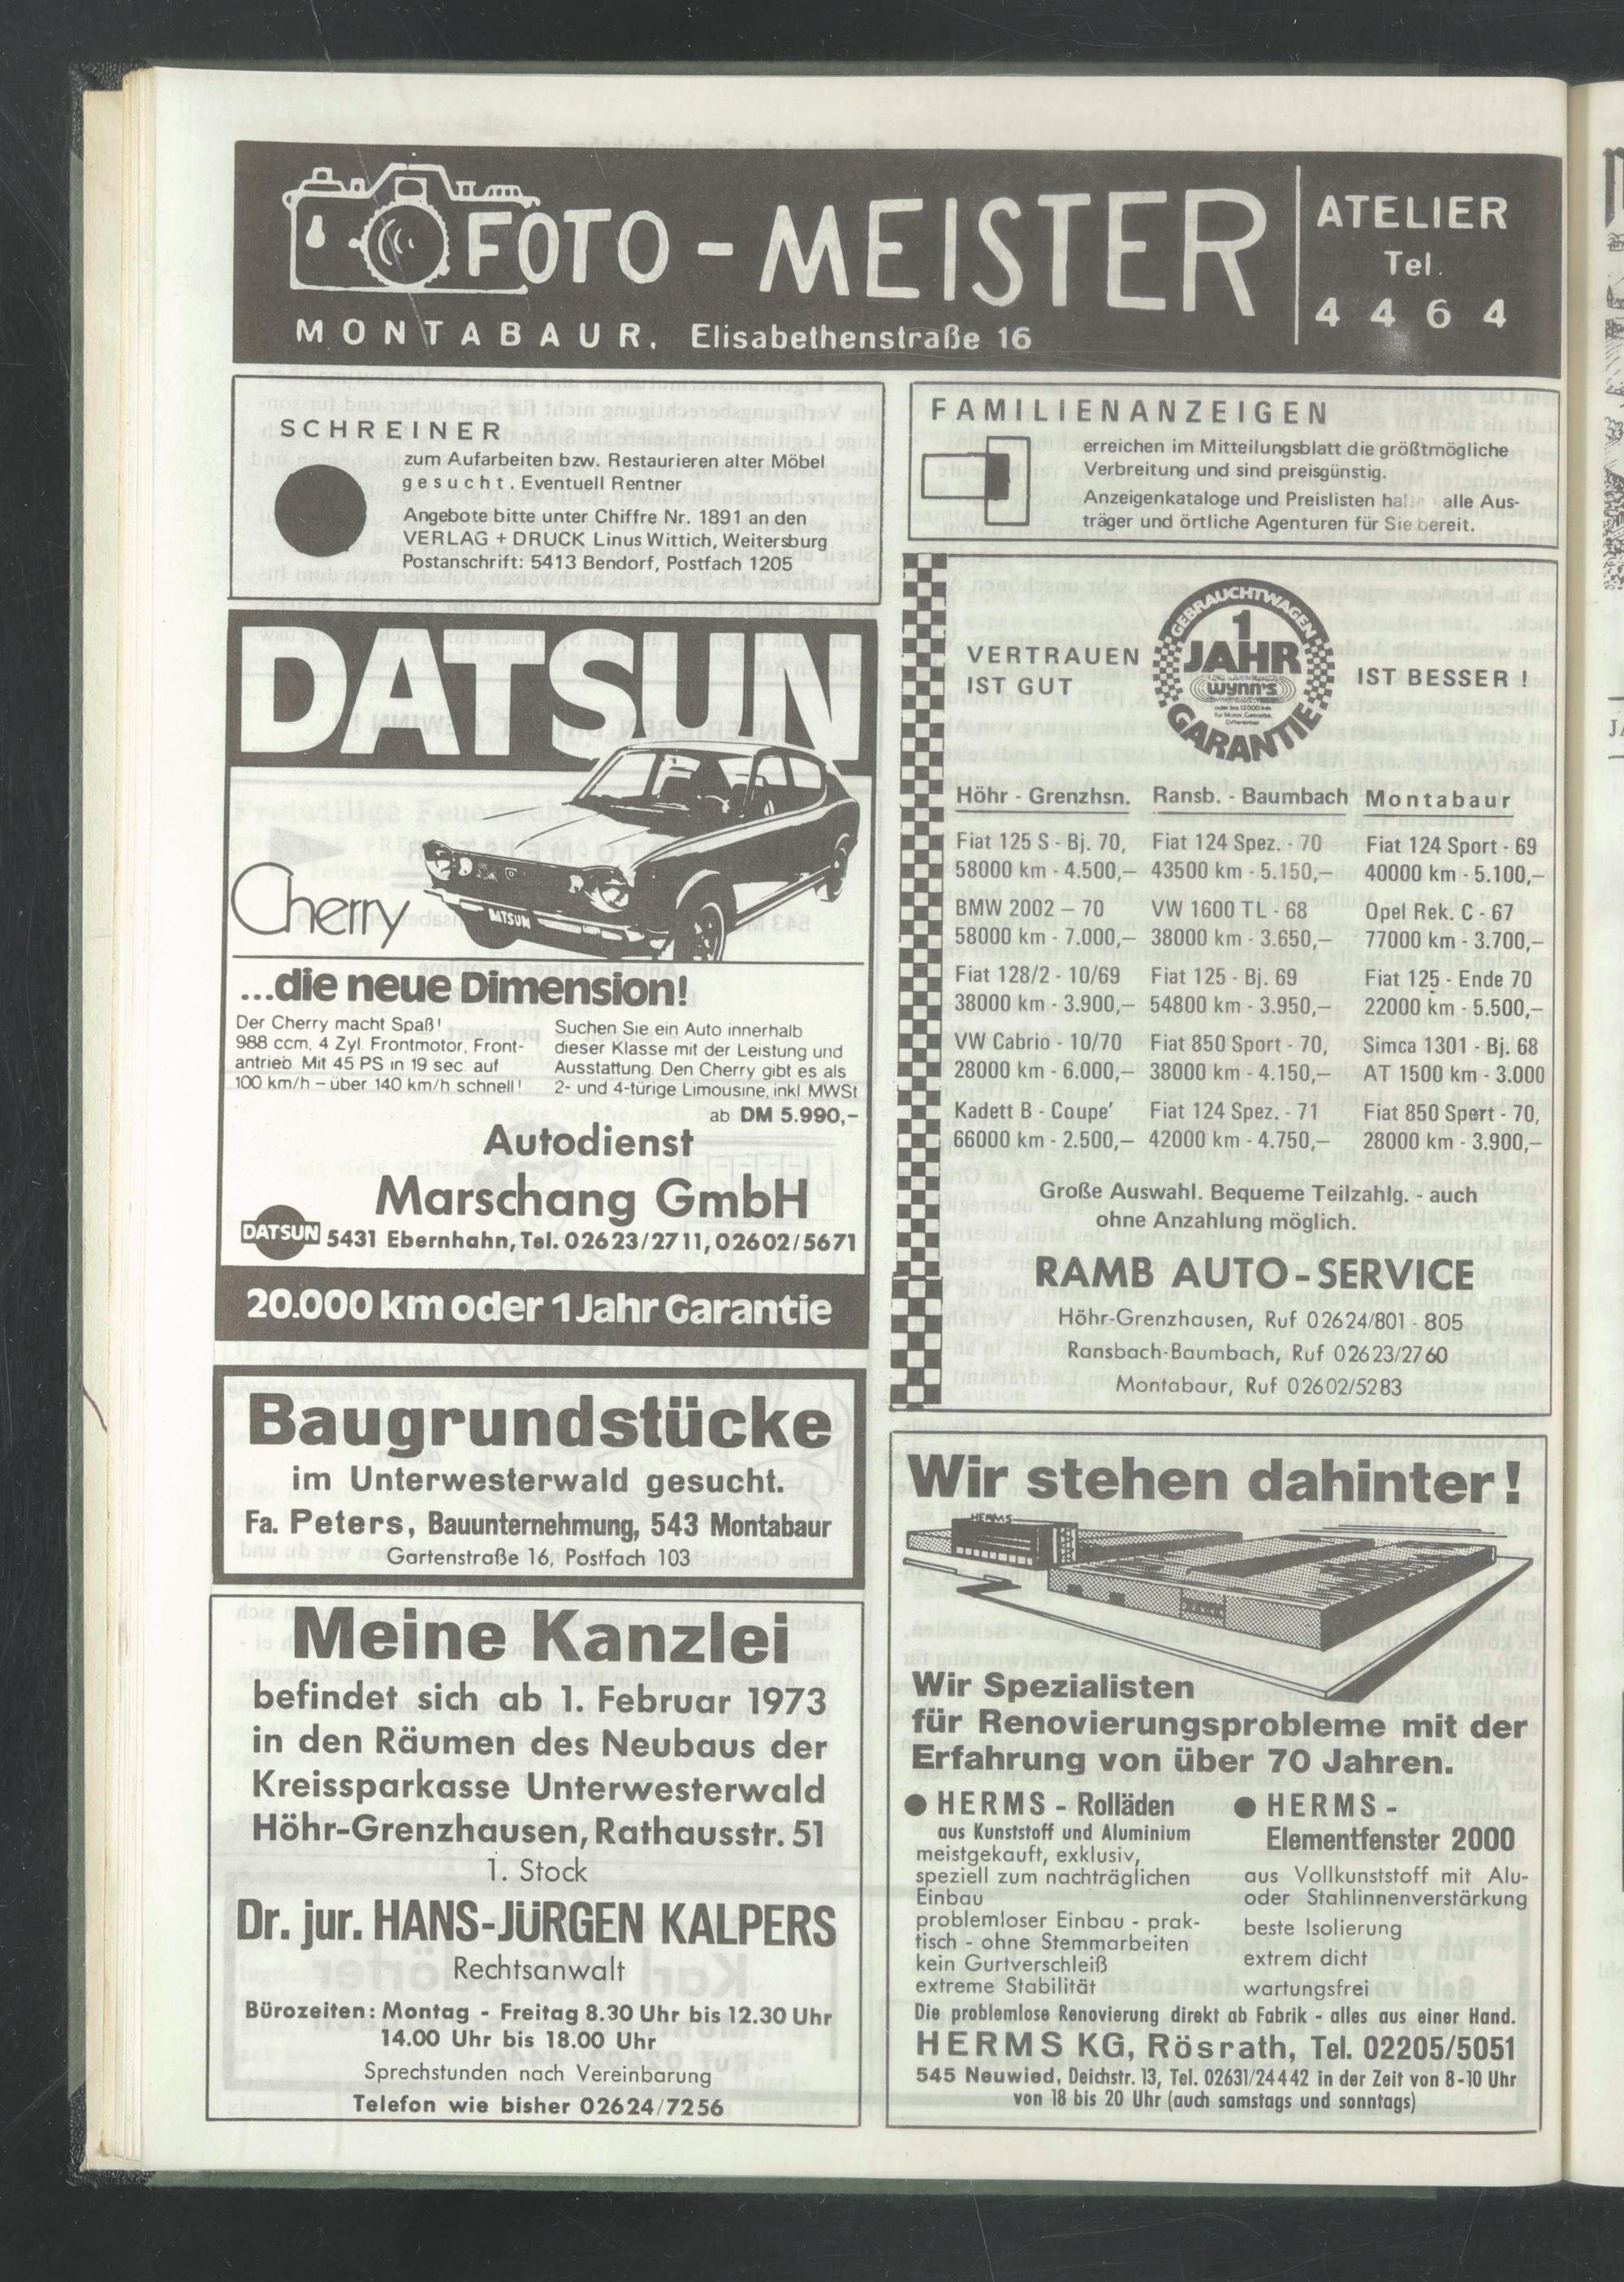 FOTO - MEISTER
MONTABAUR, Elisabethenstraße 16
ATELIER
Tel.
4 4 6 4
SCHREINER
zum Aufarbeiten bzw. Restaurieren alter Möbel
gesucht. Eventuell Rentner
Angebote bitte unter Chiffre Nr. 1891 an den
VERLAG + DRUCK Linus Wittich, Weitersburg
Postanschrift: 5413 Bendorf, Postfach 1205
FAMILIENANZEIGEN
erreichen im Mitteilungsblatt die größtmögliche
Verbreitung und sind preisgünstig.
Anzeigenkataloge und Preislisten alle Aus-
träger und örtliche Agenturen für Sie bereit.
DATSUN
Cherry
DATSUN
...die neue Dimension!
Der Cherry macht Spaß!
988 ccm, 4 Zyl. Frontmotor, Front-
antrieb. Mit 45 PS in 19 sec. auf
100 km/h – über 140 km/h schnell!
Suchen Sie ein Auto innerhalb
dieser Klasse mit der Leistung und
Ausstattung. Den Cherry gibt es als
2- und 4-türige Limousine, inkl. MWSt
ab DM 5.990,-
Autodienst
Marschang GmbH
DATSUN 5431 Ebernhahn, Tel. 02623/2711, 02602/5671
20.000 km oder 1 Jahr Garantie
VERTRAUEN
IST GUT
GEBRAUCHTWAGEN
1
JAHR
wynn's
oder bis 12000 km
für Motor, Getriebe,
Differential
GARANTIE
IST BESSER !
Höhr - Grenzhsn. Ransb. - Baumbach Montabaur
Fiat 125 S - Bj. 70, Fiat 124 Spez. - 70 Fiat 124 Sport - 69
58000 km - 4.500,— 43500 km - 5.150,— 40000 km - 5.100,—
BMW 2002 – 70 VW 1600 TL - 68 Opel Rek. C - 67
58000 km - 7.000,— 38000 km - 3.650,— 77000 km - 3.700,—
Fiat 128/2 - 10/69 Fiat 125 - Bj. 69 Fiat 125 - Ende 70
38000 km - 3.900,— 54800 km - 3.950,— 22000 km - 5.500,—
VW Cabrio - 10/70 Fiat 850 Sport - 70, Simca 1301 - Bj. 68
28000 km - 6.000,— 38000 km - 4.150,— AT 1500 km - 3.000
Kadett B - Coupe' Fiat 124 Spez. - 71 Fiat 850 Sport - 70,
66000 km - 2.500,— 42000 km - 4.750,— 28000 km - 3.900,—
Große Auswahl. Bequeme Teilzahlg. - auch
ohne Anzahlung möglich.
RAMB AUTO-SERVICE
Höhr-Grenzhausen, Ruf 02624/801 - 805
Ransbach-Baumbach, Ruf 02623/2760
Montabaur, Ruf 02602/5283
Baugrundstücke
im Unterwesterwald gesucht.
Fa. Peters, Bauunternehmung, 543 Montabaur
Gartenstraße 16, Postfach 103
Meine Kanzlei
befindet sich ab 1. Februar 1973
in den Räumen des Neubaus der
Kreissparkasse Unterwesterwald
Höhr-Grenzhausen, Rathausstr. 51
1. Stock
Dr. jur. HANS-JÜRGEN KALPERS
Rechtsanwalt
Bürozeiten: Montag - Freitag 8.30 Uhr bis 12.30 Uhr
14.00 Uhr bis 18.00 Uhr
Sprechstunden nach Vereinbarung
Telefon wie bisher 02624/7256
Wir stehen dahinter!
HERMS
Wir Spezialisten
für Renovierungsprobleme mit der
Erfahrung von über 70 Jahren.
● HERMS - Rolläden
aus Kunststoff und Aluminium
meistgekauft, exklusiv,
speziell zum nachträglichen
Einbau
problemloser Einbau - prak-
tisch - ohne Stemmarbeiten
kein Gurtverschleiß
extreme Stabilität
● HERMS -
Elementfenster 2000
aus Vollkunststoff mit Alu-
oder Stahlinnenverstärkung
beste Isolierung
extrem dicht
wartungsfrei
Die problemlose Renovierung direkt ab Fabrik - alles aus einer Hand.
HERMS KG, Rösrath, Tel. 02205/5051
545 Neuwied, Deichstr. 13, Tel. 02631/24442 in der Zeit von 8-10 Uhr
von 18 bis 20 Uhr (auch samstags und sonntags)